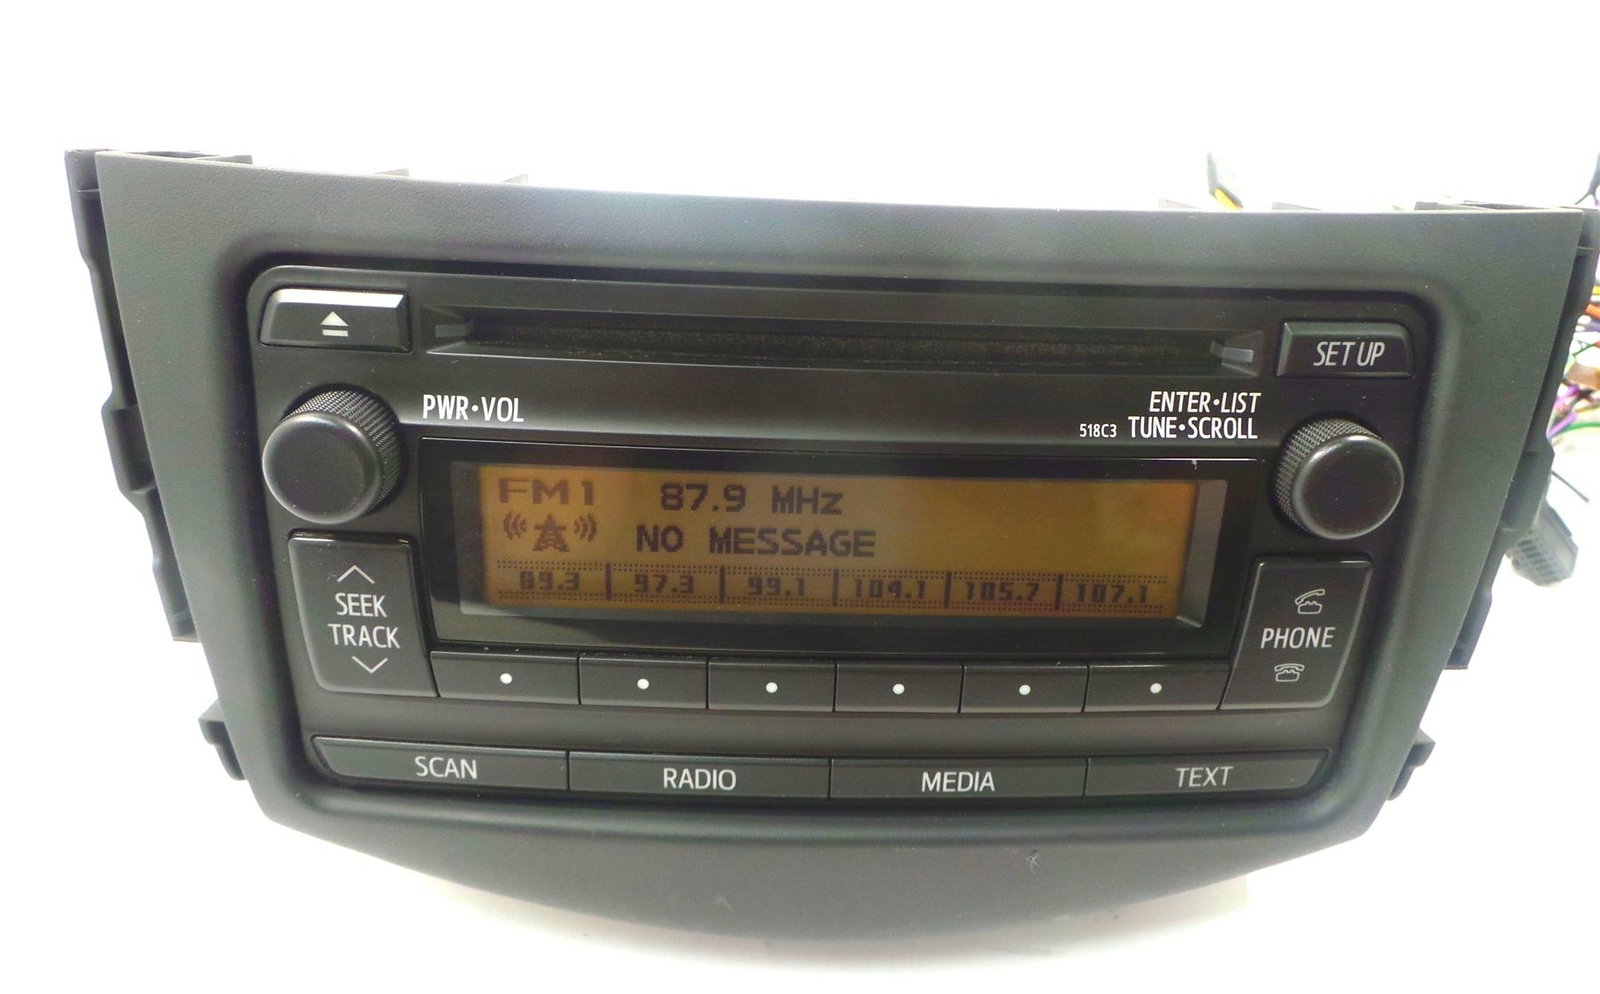 SET UP
PWR•VOL
ENTER•LIST
518C3 TUNE•SCROLL
FM1 87.9 MHz
NO MESSAGE
89.3 97.3 99.1 104.1 105.7 107.1
SEEK
TRACK
PHONE
SCAN RADIO MEDIA TEXT